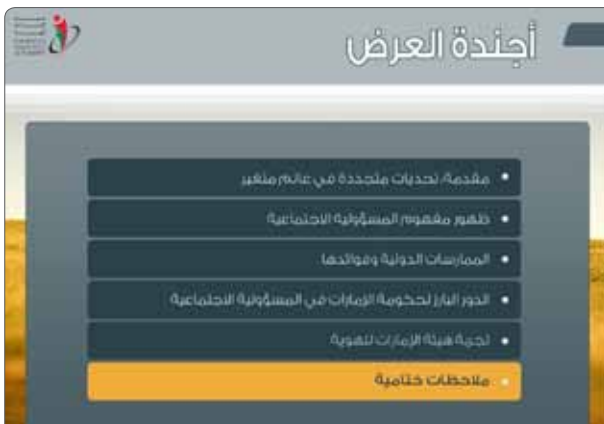 أجندة العرض
مقدمة: تحديات متجددة في عالم متغير
ظهور مفهوم المسؤولية الاجتماعية
الممارسات الدولية وفوائدها
الدور البارز لحكومة الإمارات في المسؤولية الاجتماعية
تجربة هيئة الإمارات للهوية
ملاحظات ختامية